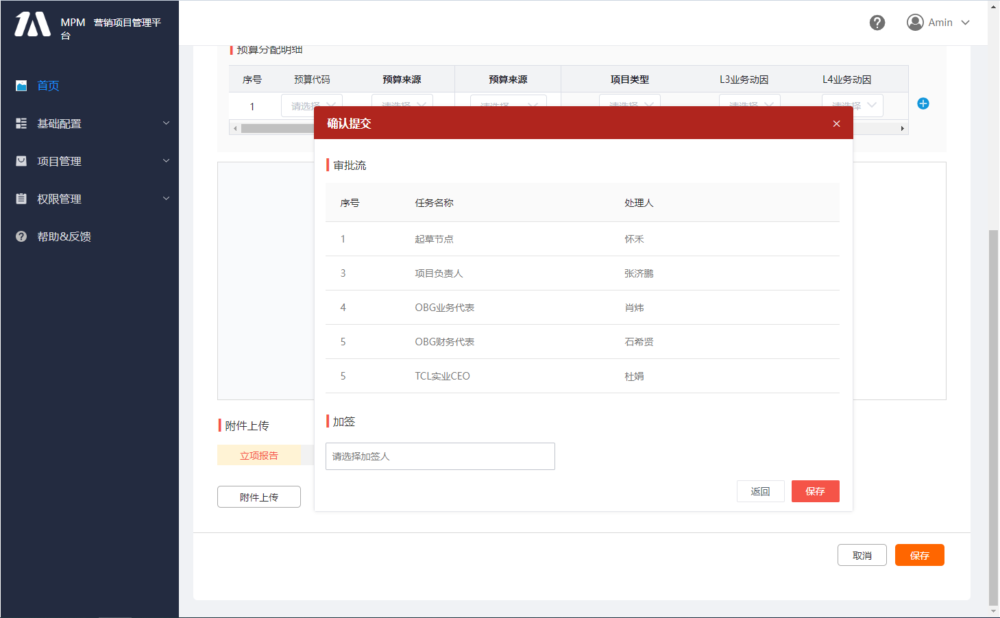 MPM 营销项目管理平
台
Amin
首页
基础配置
项目管理
权限管理
帮助&反馈
预算分配明细
序号 预算代码 预算来源 预算来源 项目类型 L3业务动因 L4业务动因
1 请选择 请选择 请选择 请选择 请选择 请选择
确认提交
审批流
序号 任务名称 处理人
1 起草节点 怀禾
3 项目负责人 张济鹏
4 OBG业务代表 肖炜
5 OBG财务代表 石希贤
5 TCL实业CEO 杜娟
加签
请选择加签人
返回 保存
附件上传
立项报告
附件上传
取消 保存